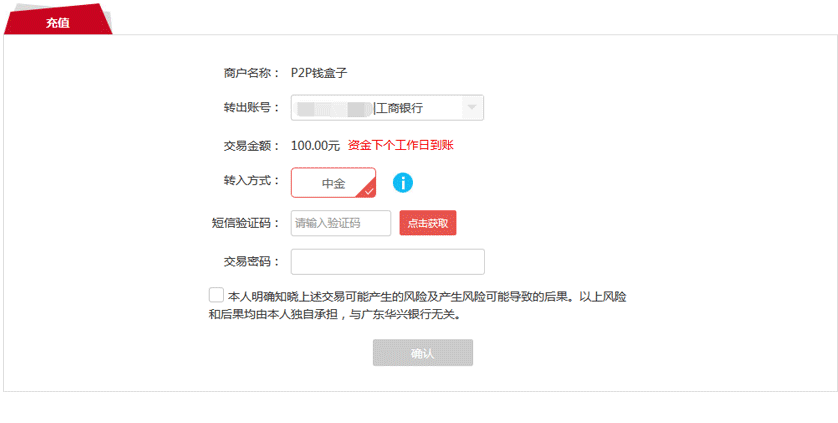 充值
商户名称： P2P钱盒子
转出账号： |工商银行
交易金额： 100.00元 资金下个工作日到账
转入方式： 中金
短信验证码： 请输入验证码 点击获取
交易密码：
本人明确知晓上述交易可能产生的风险及产生风险可能导致的后果。以上风险
和后果均由本人独自承担，与广东华兴银行无关。
确认